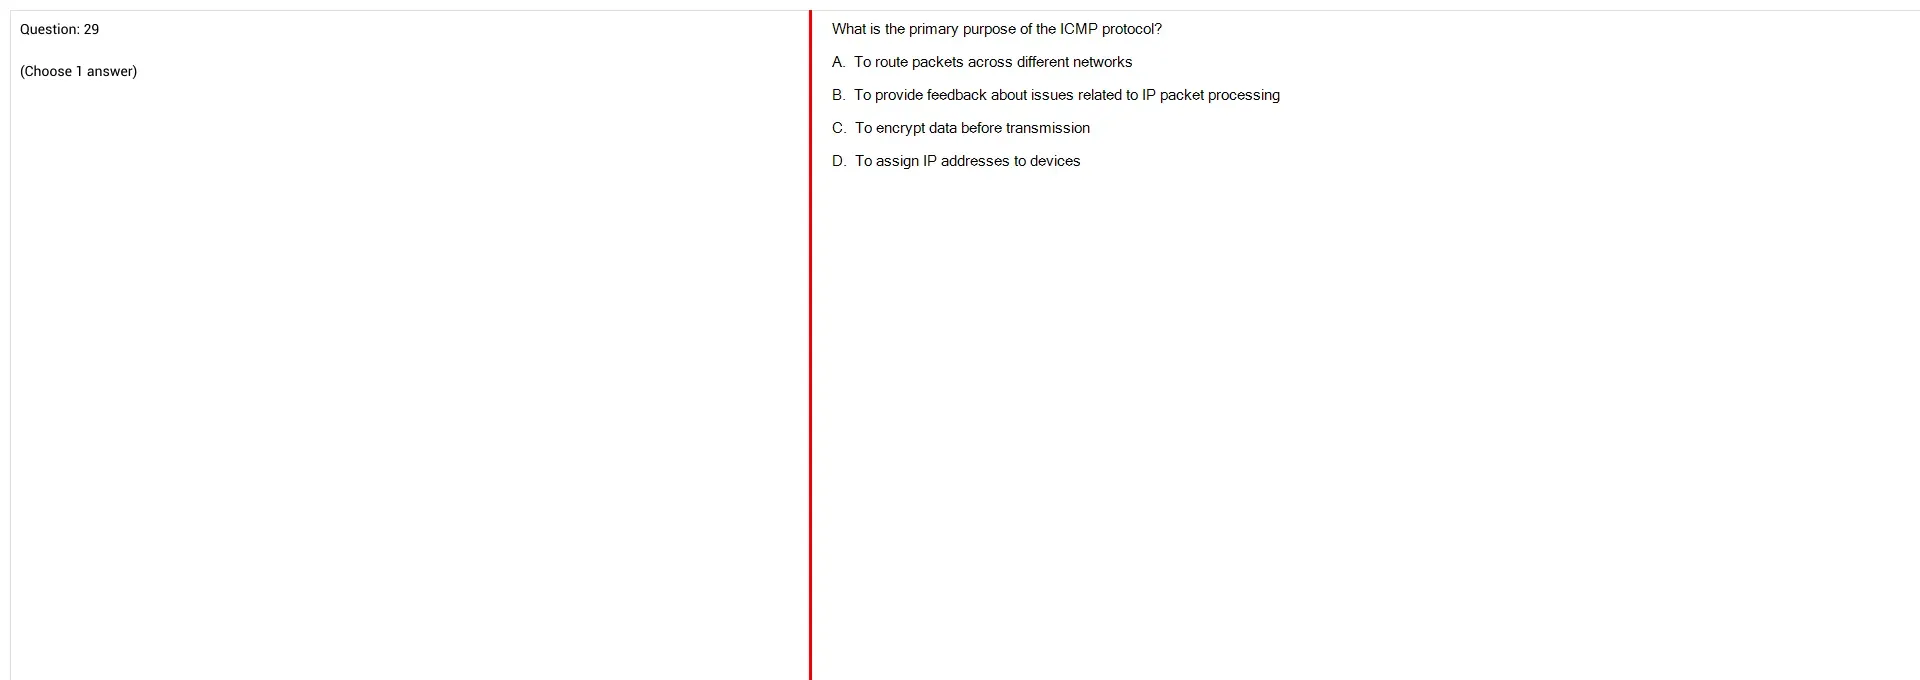 Question: 29
(Choose 1 answer)
What is the primary purpose of the ICMP protocol?
A. To route packets across different networks
B. To provide feedback about issues related to IP packet processing
C. To encrypt data before transmission
D. To assign IP addresses to devices